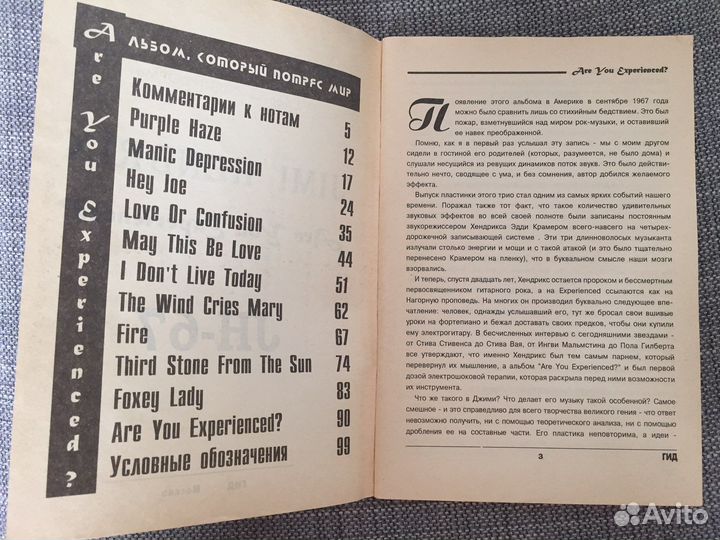 Are You Experienced?
АЛЬБОМ, КОТОРЫЙ ПОТРЯС МИР
Комментарии к нотам 5
Purple Haze 12
Manic Depression 17
Hey Joe 24
Love Or Confusion 35
May This Be Love 44
I Don't Live Today 51
The Wind Cries Mary 62
Fire 67
Third Stone From The Sun 74
Foxey Lady 83
Are You Experienced? 90
Условные обозначения 99
Are You Experienced?
Появление этого альбома в Америке в сентябре 1967 года
можно было сравнить лишь со стихийным бедствием. Это был
пожар, взметнувшийся над миром рок-музыки, и оставивший
ее навек преображенной.
Помню, как я в первый раз услышал эту запись - мы с моим другом
сидели в гостиной его родителей (которых, разумеется, не было дома) и
слушали изрыгающийся из ревущих динамиков поток звука. Это было дейст-
вительно нечто, сводящее с ума, и без сомнения, автор добился желаемого
эффекта.
Выпуск пластинки этого трио стал одним из самых ярких событий нашего
времени. Поражал также тот факт, что такое количество удивительных
звуковых эффектов во всей своей полноте были записаны постоянным
звукорежиссером Хендрикса Эдди Крамером всего-навсего на четырех-
дорожечной записывающей системе . Эти три длинноволосых музыканта
излучали столько энергии и мощи и с такой атакой (и это было тщательно
перенесено Крамером на пленку), что в буквальном смысле наши мозги
взорвались.
И теперь, спустя двадцать лет, Хендрикс остается пророком и бессмертным
первосвященником гитарного рока, а на Experienced ссылаются как на
Нагорную проповедь. На многих он производил буквально следующее впе-
чатление: человек, однажды услышавший его, тут же бросал свои вшивые
уроки на фортепиано и бежал доставать своих предков, чтобы они купили
ему электрогитару. В бесчисленных интервью с сегодняшними звездами -
от Стива Стивенса до Стива Вая, от Ингви Мальмстина до Пола Гилберта
все утверждают, что именно Хендрикс был тем самым парнем, который
перевернул их мышление, а альбом "Are You Experienced?" и был первой
дозой электрошоковой терапии, которая раскрыла перед ними возможности
их инструмента.
Что же такого в Джими? Что делает его музыку такой особенной? Самое
смешное - и это справедливо для всего творчества великого гения - что ответ
невозможно получить, ни с помощью теоретического анализа, ни с помощью
дробления ее на составные части. Его пластика неповторима, а идеи -
3 ГИД
Avito